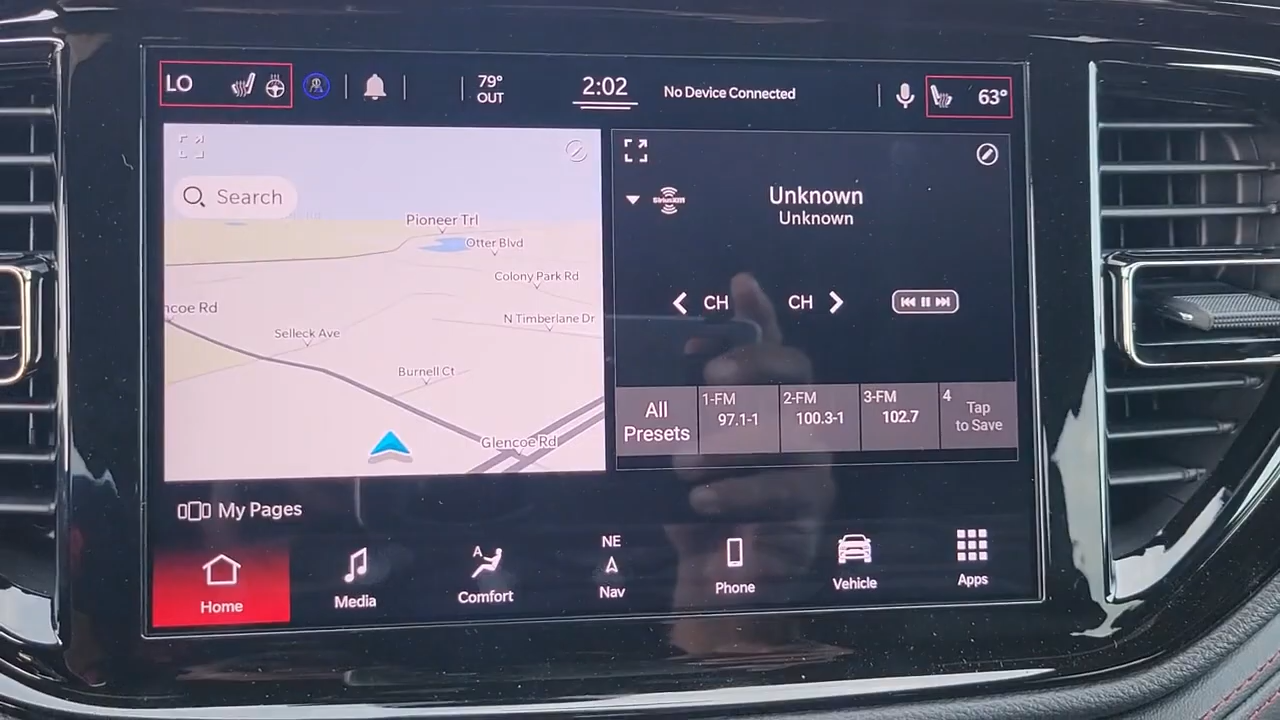 LO
79°
OUT
2:02
No Device Connected
63°
Search
Pioneer Trl
Otter Blvd
Colony Park Rd
ncoe Rd
N Timberlane Dr
Selleck Ave
Burnell Ct
Glencoe Rd
SiriusXM
Unknown
Unknown
CH
CH
All
Presets
1-FM
97.1-1
2-FM
100.3-1
3-FM
102.7
4
Tap
to Save
My Pages
Home
Media
A
Comfort
NE
Nav
Phone
Vehicle
Apps